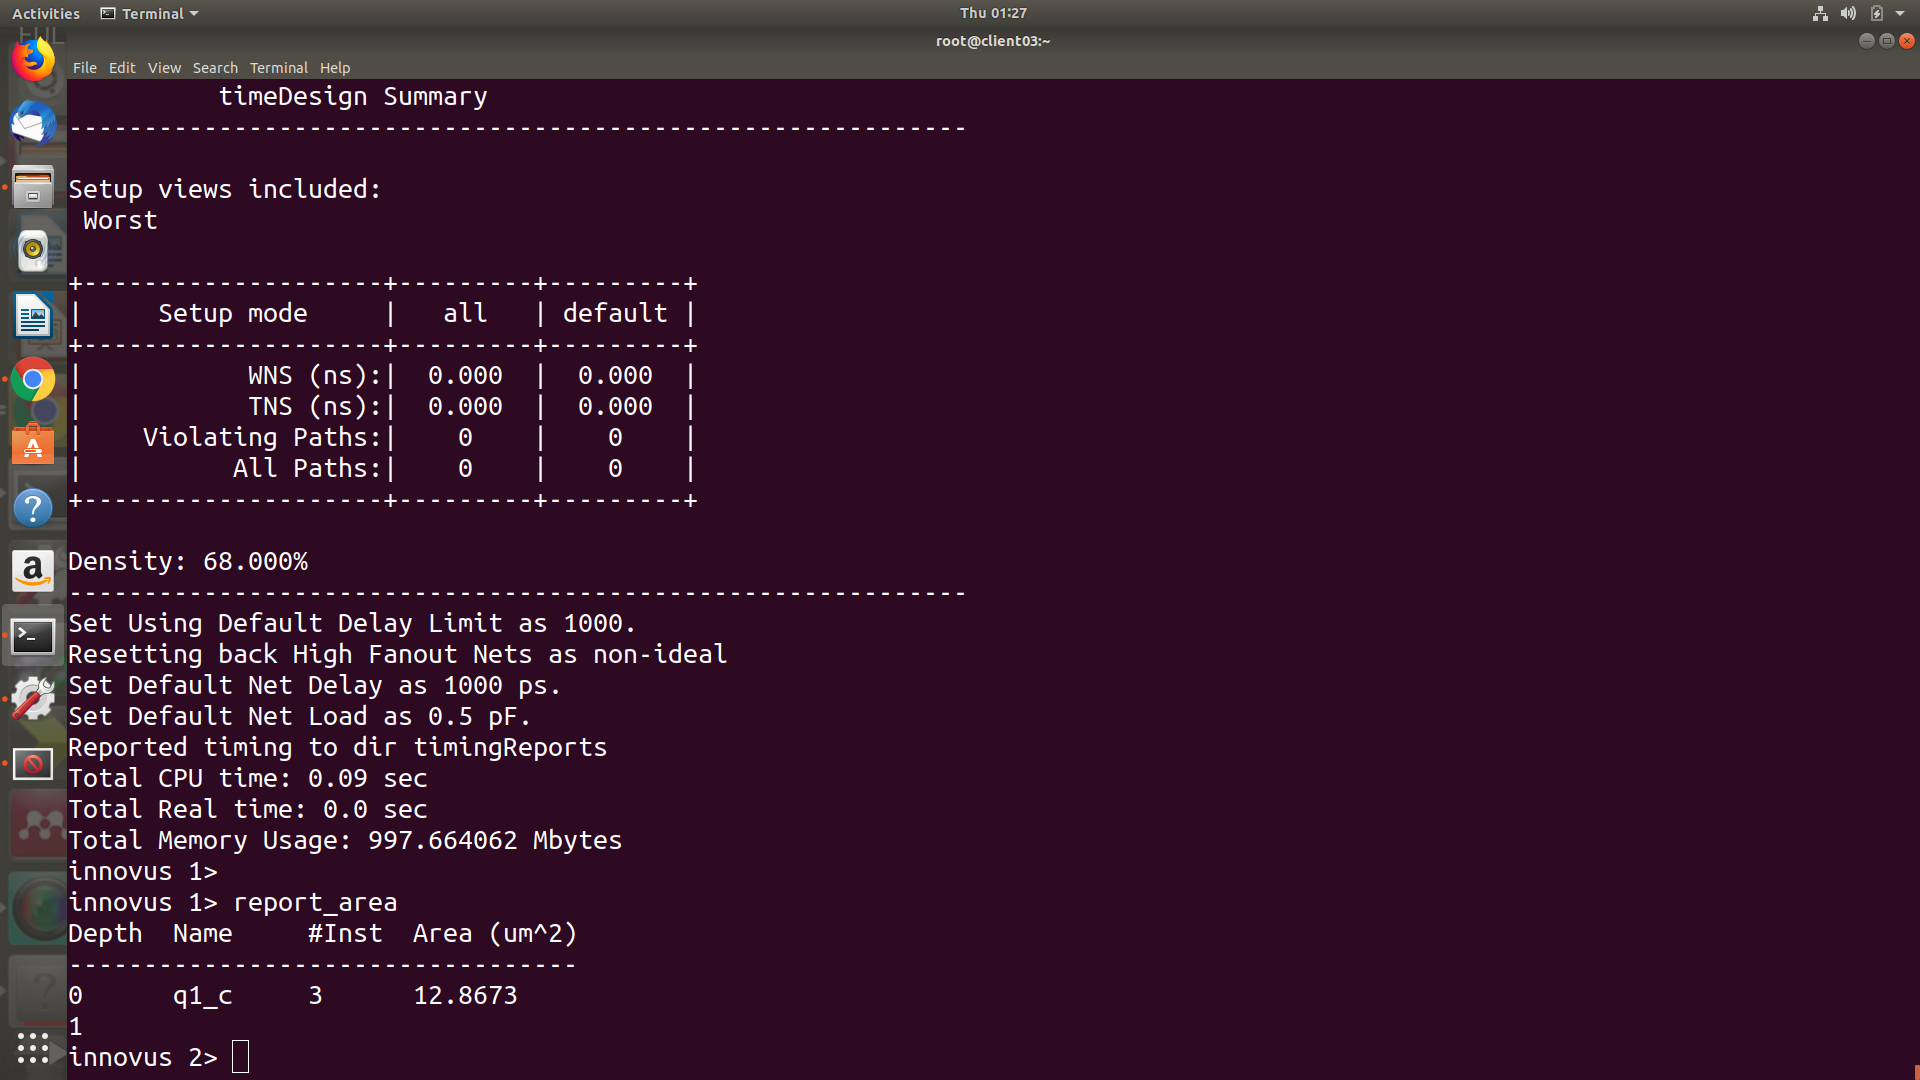 Activities Terminal Thu 01:27
root@client03:~
File Edit View Search Terminal Help
timeDesign Summary
------------------------------------------------------------
Setup views included:
Worst
+--------------------+---------+---------+
| Setup mode | all | default |
+--------------------+---------+---------+
| WNS (ns):| 0.000 | 0.000 |
| TNS (ns):| 0.000 | 0.000 |
| Violating Paths:| 0 | 0 |
| All Paths:| 0 | 0 |
+--------------------+---------+---------+
Density: 68.000%
------------------------------------------------------------
Set Using Default Delay Limit as 1000.
Resetting back High Fanout Nets as non-ideal
Set Default Net Delay as 1000 ps.
Set Default Net Load as 0.5 pF.
Reported timing to dir timingReports
Total CPU time: 0.09 sec
Total Real time: 0.0 sec
Total Memory Usage: 997.664062 Mbytes
innovus 1>
innovus 1> report_area
Depth Name #Inst Area (um^2)
----------------------------------
0 q1_c 3 12.8673
1
innovus 2>